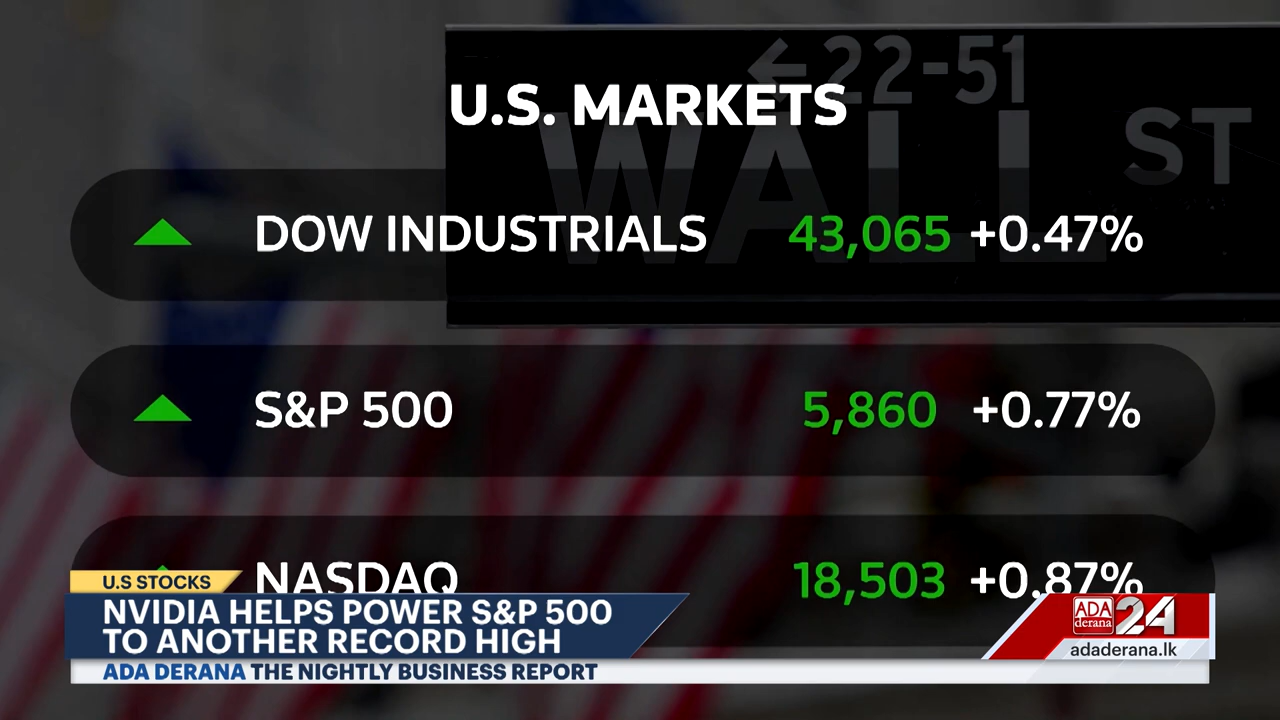 ←22-51
WALL ST
U.S. MARKETS
DOW INDUSTRIALS 43,065 +0.47%
S&P 500 5,860 +0.77%
NASDAQ 18,503 +0.87%
U.S STOCKS
NVIDIA HELPS POWER S&P 500
TO ANOTHER RECORD HIGH
ADA DERANA THE NIGHTLY BUSINESS REPORT
ADA
derana 24
adaderana.lk